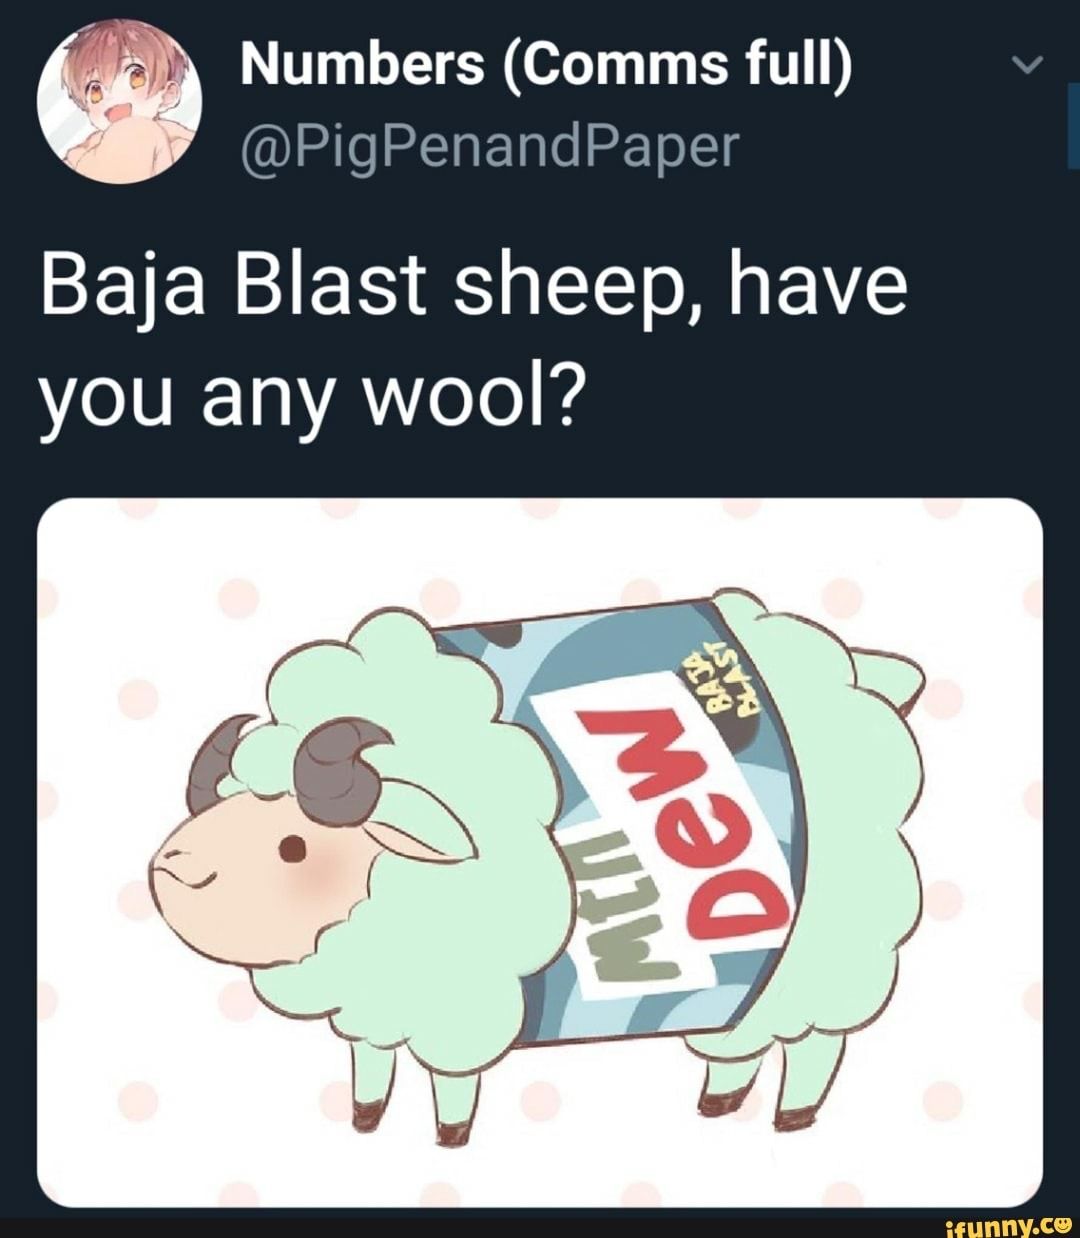 Numbers (Comms full)
@PigPenandPaper
Baja Blast sheep, have
you any wool?
BAJA
BLAST
MTN
DeW
ifunny.co